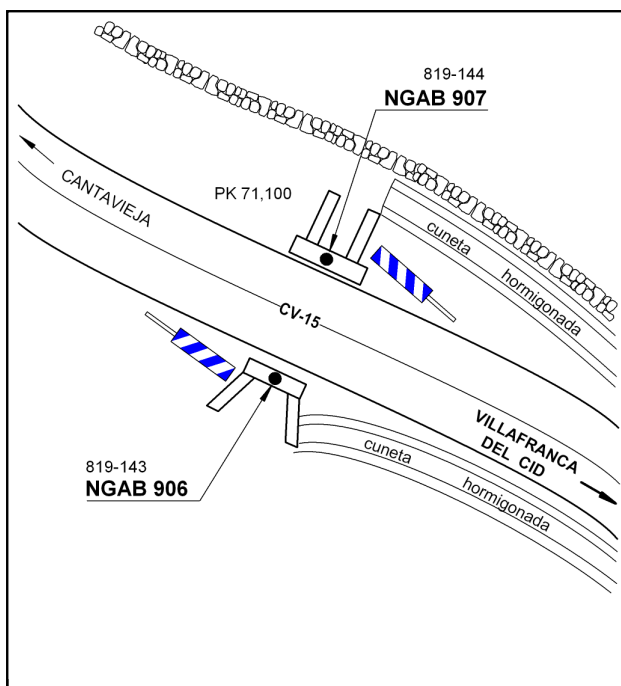 819-144
NGAB 907
PK 71,100
CANTAVIEJA
cuneta hormigonada
CV-15
VILLAFRANCA
DEL CID
819-143
NGAB 906
cuneta hormigonada